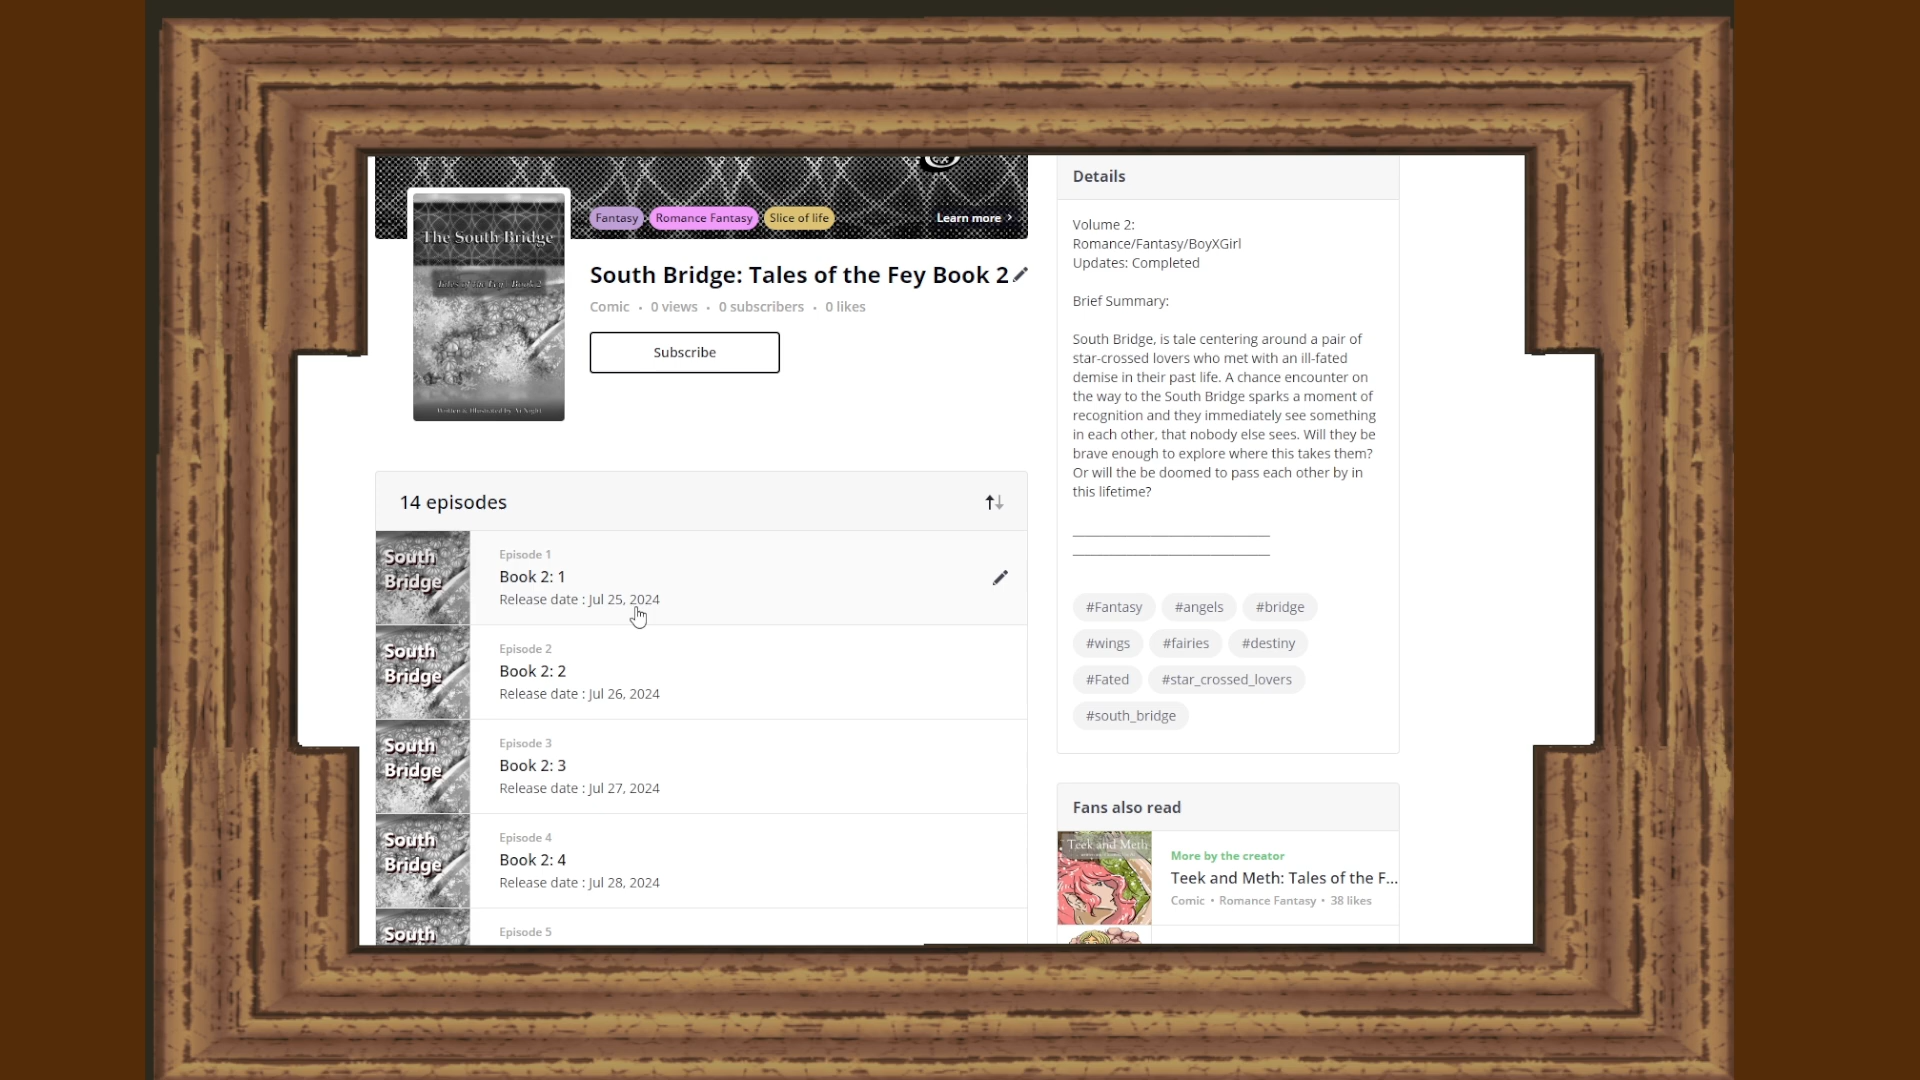 The South Bridge
Tales of the Fey Book 2
Fantasy
Romance Fantasy
Slice of life
Learn more
South Bridge: Tales of the Fey Book 2
Comic • 0 views • 0 subscribers • 0 likes
Subscribe
14 episodes
South
Bridge
Episode 1
Book 2: 1
Release date : Jul 25, 2024
South
Bridge
Episode 2
Book 2: 2
Release date : Jul 26, 2024
South
Bridge
Episode 3
Book 2: 3
Release date : Jul 27, 2024
South
Bridge
Episode 4
Book 2: 4
Release date : Jul 28, 2024
South
Episode 5
Details
Volume 2:
Romance/Fantasy/BoyXGirl
Updates: Completed
Brief Summary:
South Bridge, is tale centering around a pair of
star-crossed lovers who met with an ill-fated
demise in their past life. A chance encounter on
the way to the South Bridge sparks a moment of
recognition and they immediately see something
in each other, that nobody else sees. Will they be
brave enough to explore where this takes them?
Or will the be doomed to pass each other by in
this lifetime?
#Fantasy #angels #bridge
#wings #fairies #destiny
#Fated #star_crossed_lovers
#south_bridge
Fans also read
Teek and Meth
More by the creator
Teek and Meth: Tales of the F...
Comic • Romance Fantasy • 38 likes